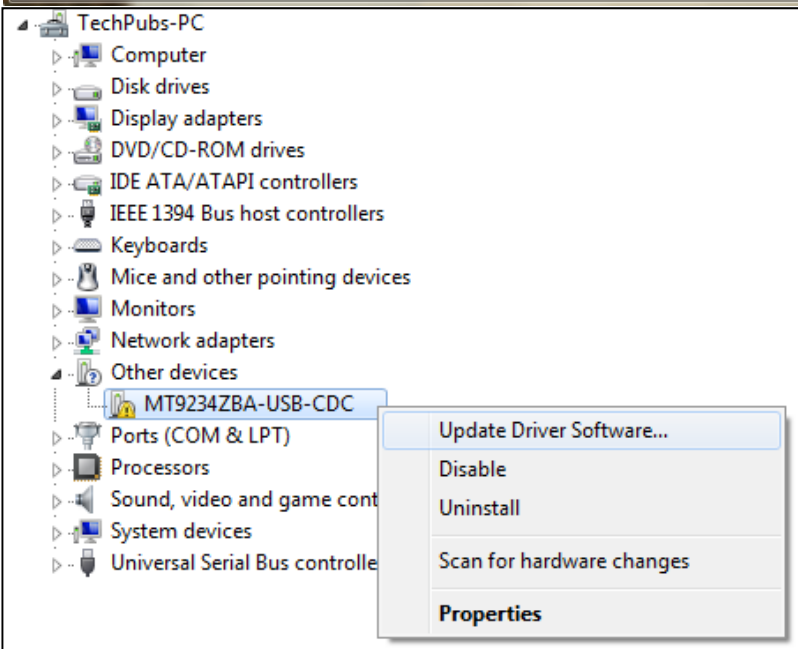 TechPubs-PC
Computer
Disk drives
Display adapters
DVD/CD-ROM drives
IDE ATA/ATAPI controllers
IEEE 1394 Bus host controllers
Keyboards
Mice and other pointing devices
Monitors
Network adapters
Other devices
MT9234ZBA-USB-CDC
Ports (COM & LPT)
Processors
Sound, video and game cont
System devices
Universal Serial Bus controlle
Update Driver Software...
Disable
Uninstall
Scan for hardware changes
Properties